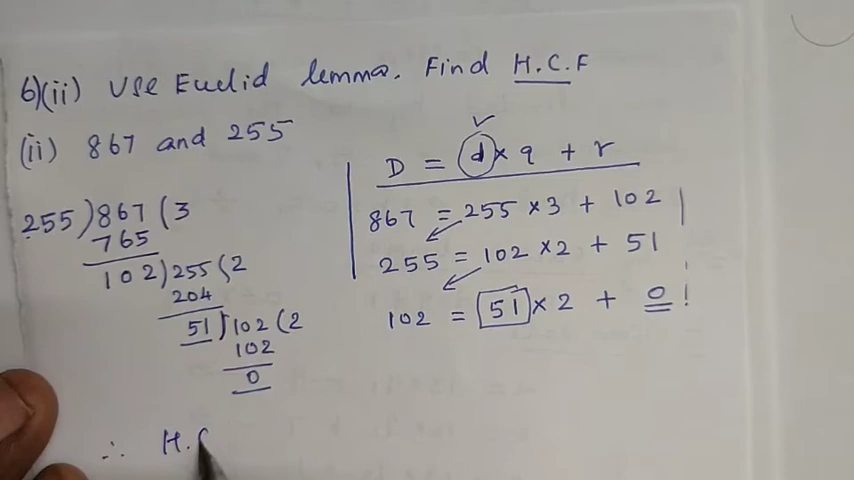 6)(ii) Use Euclid lemma. Find H.C.F
(ii) 867 and 255
255)867(3
765
102)255(2
204
51)102(2
102
0
D = d × q + r
867 = 255 × 3 + 102
255 = 102 × 2 + 51
102 = 51 × 2 + 0
∴ H.C